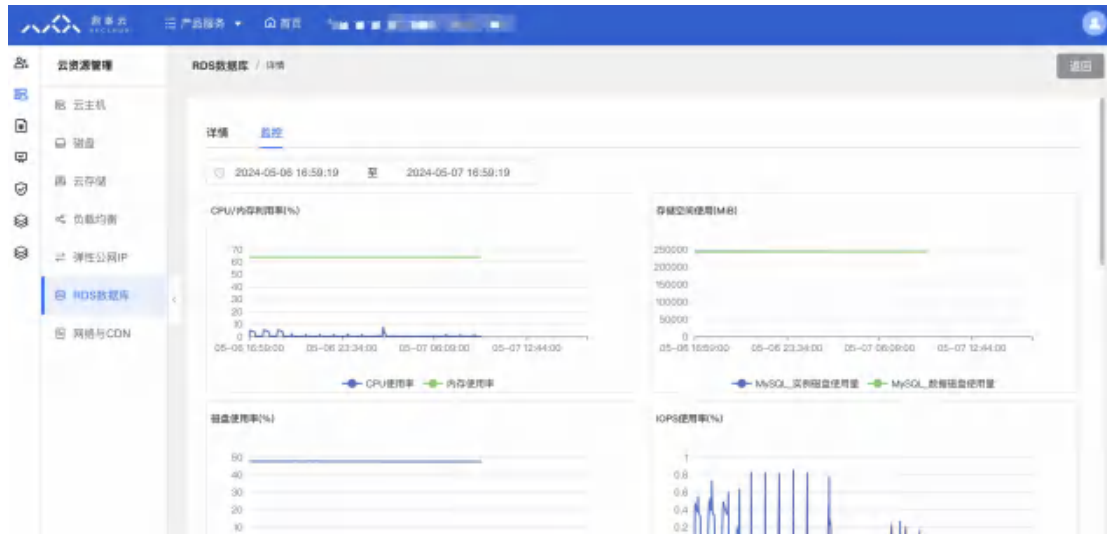 产品服务 首页
云资源管理
RDS数据库 / 详情
返回
云主机
磁盘
云存储
负载均衡
弹性公网IP
RDS数据库
网络与CDN
详情 监控
2024-05-06 16:59:19 至 2024-05-07 16:59:19
CPU/内存利用率(%)
70
60
50
40
30
20
10
0
05-06 16:59:00 05-06 23:34:00 05-07 06:09:00 05-07 12:44:00
CPU使用率 内存使用率
存储空间使用(MiB)
250000
200000
150000
100000
50000
0
05-06 16:59:00 05-06 23:34:00 05-07 06:09:00 05-07 12:44:00
MySQL_实例磁盘使用量 MySQL_数据磁盘使用量
磁盘使用率(%)
50
40
30
20
10
IOPS使用率(%)
1
0.8
0.6
0.4
0.2